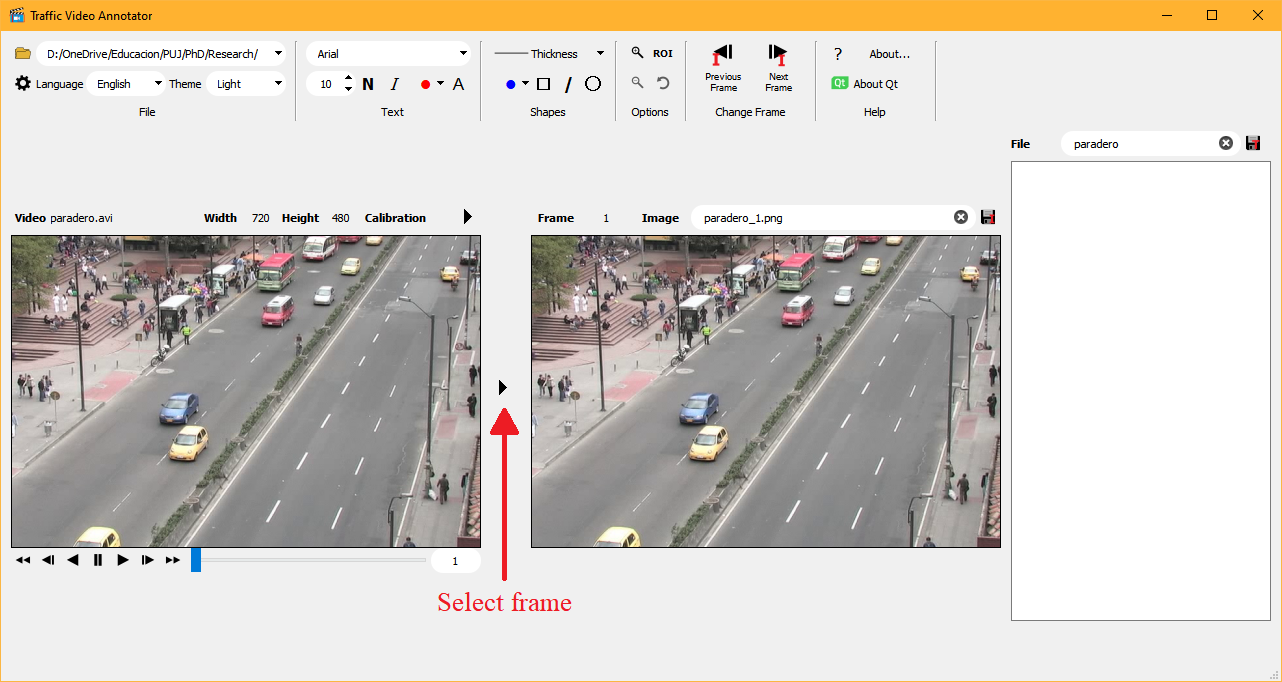 Traffic Video Annotator
D:/OneDrive/Educacion/PUJ/PhD/Research/
Language English Theme Light
File
Arial
10 N I A
Text
Thickness
Shapes
ROI
Options
Previous
Frame
Next
Frame
Change Frame
? About...
Qt About Qt
Help
File paradero
Video paradero.avi Width 720 Height 480 Calibration
Frame 1 Image paradero_1.png
1
Select frame